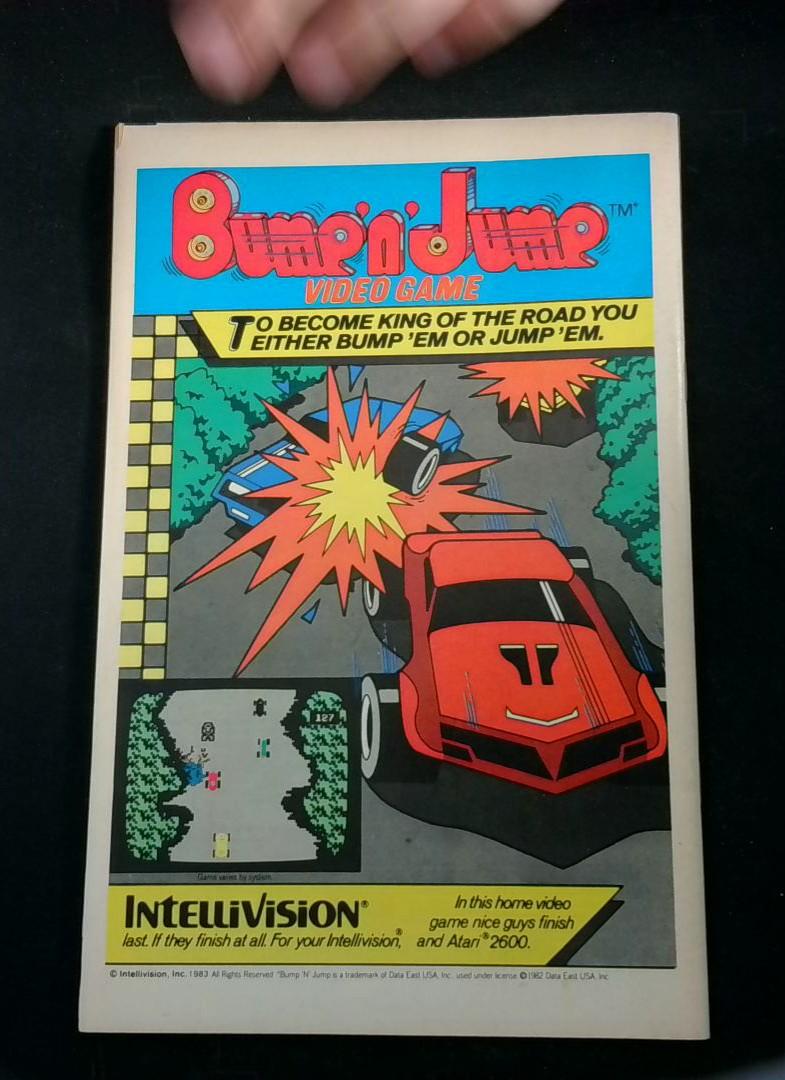 Bump 'n' Jump TM*
VIDEO GAME
TO BECOME KING OF THE ROAD YOU
EITHER BUMP 'EM OR JUMP 'EM.
127
Game varies by system.
INTELLIVISION®
In this home video
game nice guys finish
last. If they finish at all. For your Intellivision,® and Atari® 2600.
© Intellivision, Inc. 1983 All Rights Reserved *Bump 'N' Jump is a trademark of Data East USA, Inc. used under license © 1982 Data East USA, Inc.